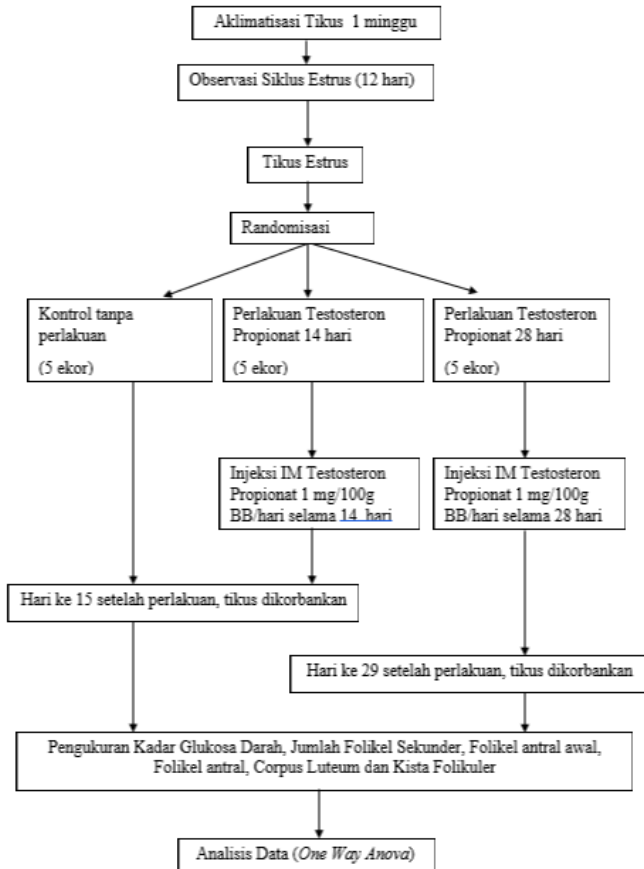 Aklimatisasi Tikus 1 minggu
Observasi Siklus Estrus (12 hari)
Tikus Estrus
Randomisasi
Kontrol tanpa
perlakuan
(5 ekor)
Perlakuan Testosteron
Propionat 14 hari
(5 ekor)
Perlakuan Testosteron
Propionat 28 hari
(5 ekor)
Injeksi IM Testosteron
Propionat 1 mg/100g
BB/hari selama 14 hari
Injeksi IM Testosteron
Propionat 1 mg/100g
BB/hari selama 28 hari
Hari ke 15 setelah perlakuan, tikus dikorbankan
Hari ke 29 setelah perlakuan, tikus dikorbankan
Pengukuran Kadar Glukosa Darah, Jumlah Folikel Sekunder, Folikel antral awal,
Folikel antral, Corpus Luteum dan Kista Folikuler
Analisis Data (One Way Anova)